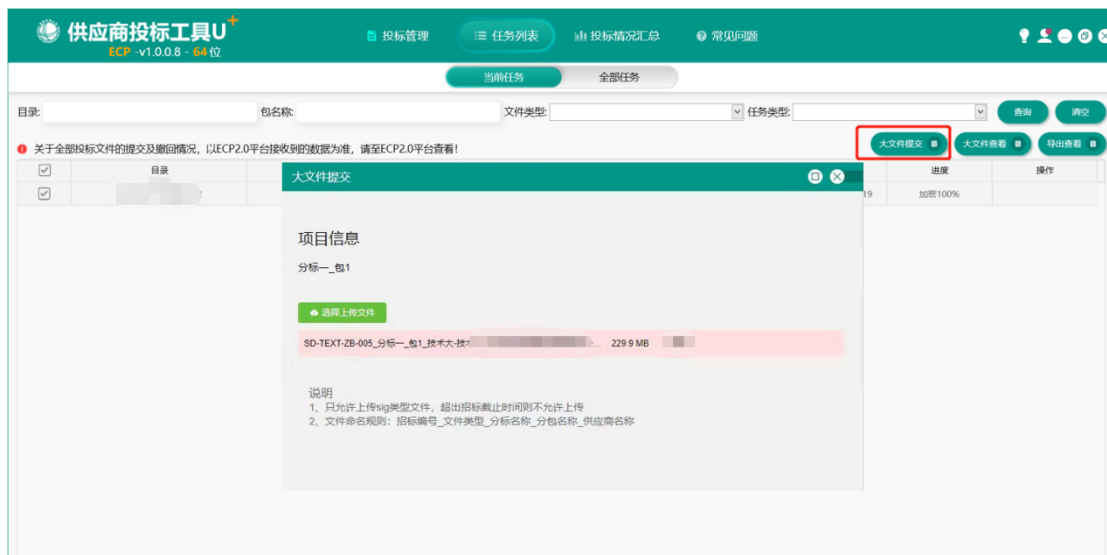 供应商投标工具U+
ECP -v1.0.0.8 - 64 位
投标管理
任务列表
投标情况汇总
常见问题
当前任务
全部任务
目录:
包名称:
文件类型:
任务类型:
查询
清空
关于全部投标文件的提交及撤回情况，以ECP2.0平台接收到的数据为准，请至ECP2.0平台查看！
大文件提交
大文件查看
导出查看
目录
进度
操作
19
加密100%
大文件提交
项目信息
分标一_包1
选择上传文件
SD-TEXT-ZB-005_分标一_包1_技术大-技 ... 229.9 MB
说明
1、只允许上传sig类型文件，超出招标截止时间则不允许上传
2、文件命名规则：招标编号_文件类型_分标名称_分包名称_供应商名称